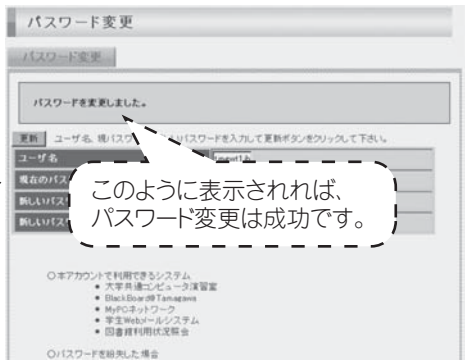 パスワード変更
パスワード変更
パスワードを変更しました。
更新 ユーザ名、現パスワ いパスワードを入力して更新ボタンをクリックして下さい。
ユーザ名
現在のパス
新しいパス
新しいパス
このように表示されれば、
パスワード変更は成功です。
○本アカウントで利用できるシステム
● 大学共通コンピュータ演習室
● BlackBoard@Tamagawa
● MyPCネットワーク
● 学生Webメールシステム
● 図書館利用状況照会
○パスワードを紛失した場合